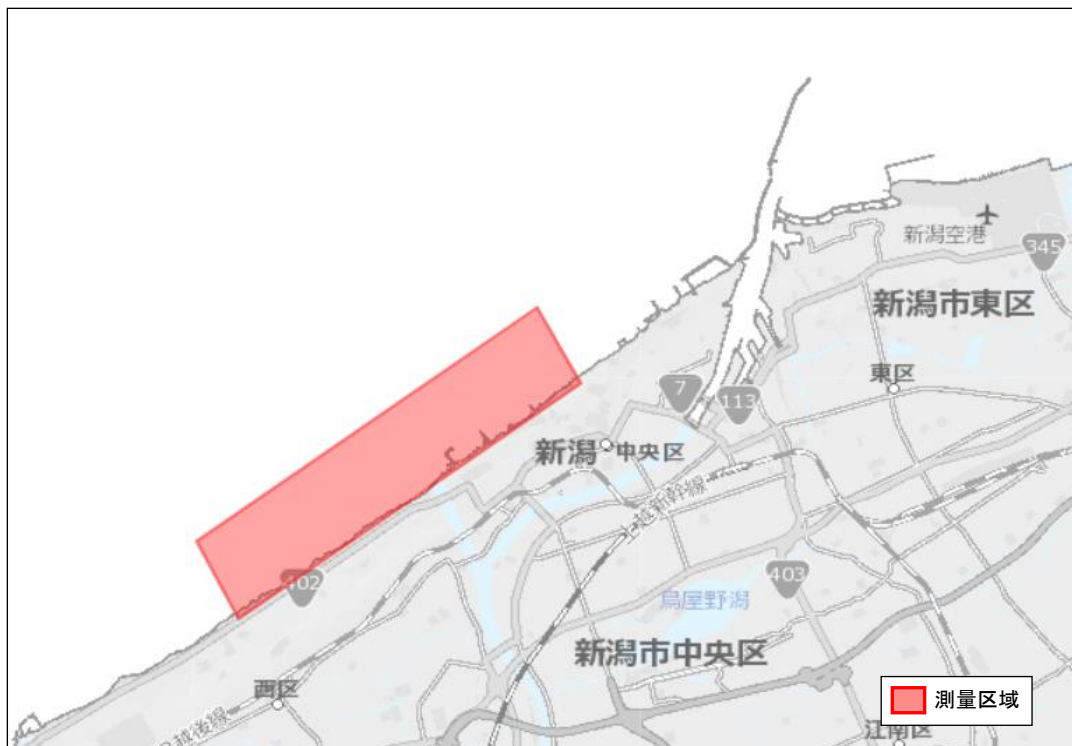 新潟空港
345
新潟市東区
東区
7
113
新潟
中央区
上越新幹線
402
403
鳥屋野潟
新潟市中央区
西区
越後線
測量区域
江南区